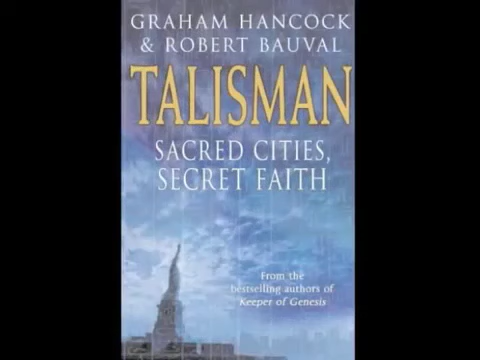 GRAHAM HANCOCK
& ROBERT BAUVAL
TALISMAN
SACRED CITIES,
SECRET FAITH
From the
bestselling authors of
Keeper of Genesis